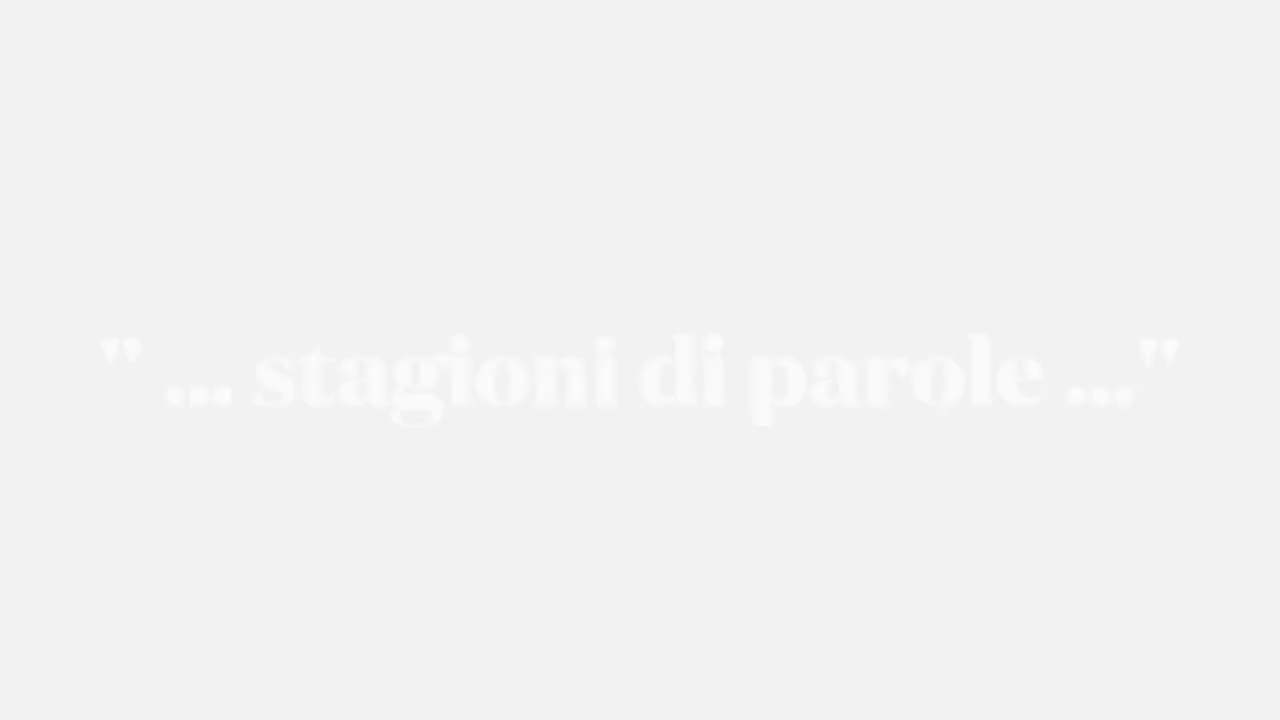 " ... stagioni di parole ... "